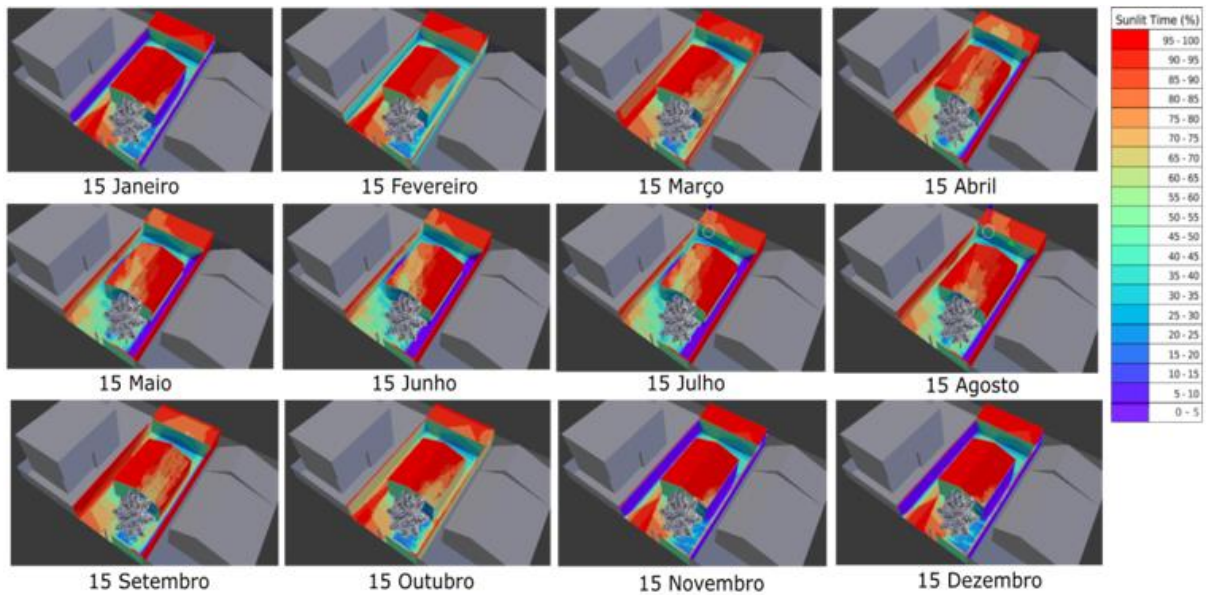 15 Janeiro
15 Fevereiro
15 Março
15 Abril
15 Maio
15 Junho
15 Julho
15 Agosto
15 Setembro
15 Outubro
15 Novembro
15 Dezembro
Sunlit Time (%)
95 - 100
90 - 95
85 - 90
80 - 85
75 - 80
70 - 75
65 - 70
60 - 65
55 - 60
50 - 55
45 - 50
40 - 45
35 - 40
30 - 35
25 - 30
20 - 25
15 - 20
10 - 15
5 - 10
0 - 5